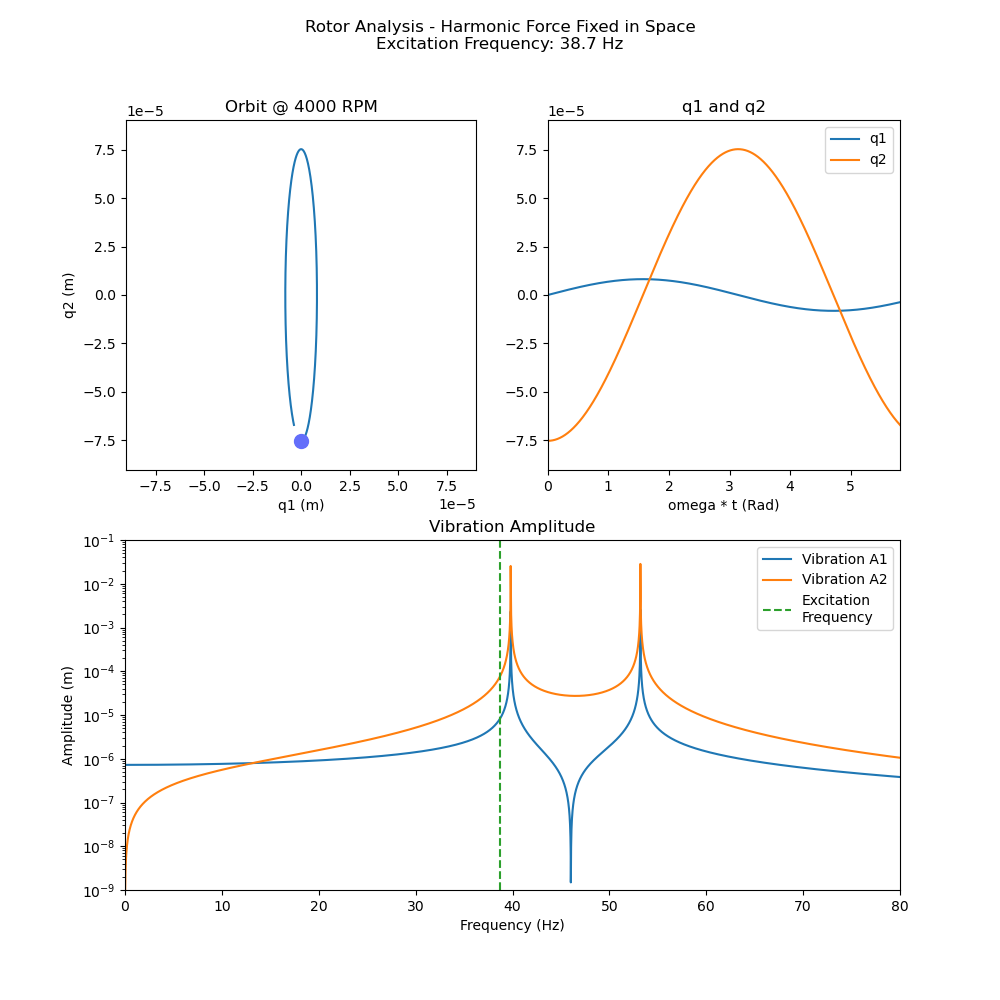 Rotor Analysis - Harmonic Force Fixed in Space
Excitation Frequency: 38.7 Hz
Orbit @ 4000 RPM
1e−5
7.5
5.0
2.5
0.0
−2.5
−5.0
−7.5
q2 (m)
−7.5 −5.0 −2.5 0.0 2.5 5.0 7.5
q1 (m)
1e−5
q1 and q2
1e−5
7.5
5.0
2.5
0.0
−2.5
−5.0
−7.5
q1
q2
0 1 2 3 4 5
omega * t (Rad)
Vibration Amplitude
10⁻¹
10⁻²
10⁻³
10⁻⁴
10⁻⁵
10⁻⁶
10⁻⁷
10⁻⁸
10⁻⁹
Amplitude (m)
Vibration A1
Vibration A2
Excitation
Frequency
0 10 20 30 40 50 60 70 80
Frequency (Hz)